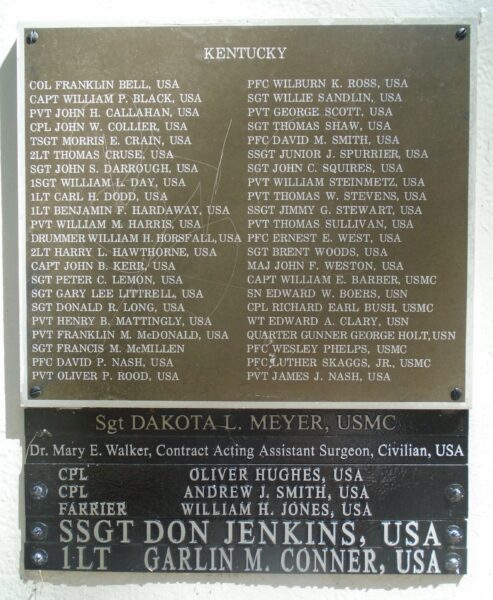 KENTUCKY
COL FRANKLIN BELL, USA
CAPT WILLIAM P. BLACK, USA
PVT JOHN H. CALLAHAN, USA
CPL JOHN W. COLLIER, USA
TSGT MORRIS E. CRAIN, USA
2LT THOMAS CRUSE, USA
SGT JOHN S. DARROUGH, USA
1SGT WILLIAM L. DAY, USA
1LT CARL H. DODD, USA
1LT BENJAMIN F. HARDAWAY, USA
PVT WILLIAM M. HARRIS, USA
DRUMMER WILLIAM H. HORSFALL, USA
2LT HARRY L. HAWTHORNE, USA
CAPT JOHN B. KERR, USA
SGT PETER C. LEMON, USA
SGT GARY LEE LITTRELL, USA
SGT DONALD R. LONG, USA
PVT HENRY B. MATTINGLY, USA
PVT FRANKLIN M. McDONALD, USA
SGT FRANCIS M. McMILLEN
PFC DAVID P. NASH, USA
PVT OLIVER P. ROOD, USA
PFC WILBURN K. ROSS, USA
SGT WILLIE SANDLIN, USA
PVT GEORGE SCOTT, USA
SGT THOMAS SHAW, USA
PFC DAVID M. SMITH, USA
SSGT JUNIOR J. SPURRIER, USA
SGT JOHN C. SQUIRES, USA
PVT WILLIAM STEINMETZ, USA
PVT THOMAS W. STEVENS, USA
SSGT JIMMY G. STEWART, USA
PVT THOMAS SULLIVAN, USA
PFC ERNEST E. WEST, USA
SGT BRENT WOODS, USA
MAJ JOHN F. WESTON, USA
CAPT WILLIAM E. BARBER, USMC
SN EDWARD W. BOERS, USN
CPL RICHARD EARL BUSH, USMC
WT EDWARD A. CLARY, USN
QUARTER GUNNER GEORGE HOLT, USN
PFC WESLEY PHELPS, USMC
PFC LUTHER SKAGGS, JR., USMC
PVT JAMES J. NASH, USA
Sgt DAKOTA L. MEYER, USMC
Dr. Mary E. Walker, Contract Acting Assistant Surgeon, Civilian, USA
CPL OLIVER HUGHES, USA
CPL ANDREW J. SMITH, USA
FARRIER WILLIAM H. JONES, USA
SSGT DON JENKINS, USA
1LT GARLIN M. CONNER, USA